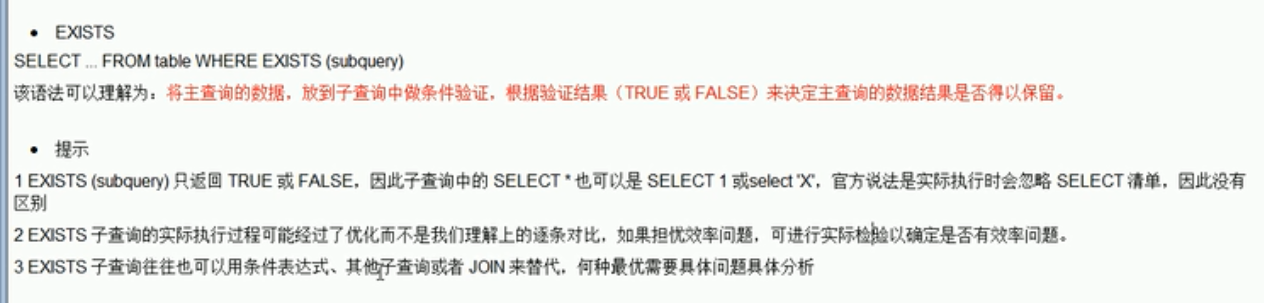 • EXISTS
SELECT ... FROM table WHERE EXISTS (subquery)
该语法可以理解为：将主查询的数据，放到子查询中做条件验证，根据验证结果（TRUE 或 FALSE）来决定主查询的数据结果是否得以保留。
• 提示
1 EXISTS (subquery) 只返回 TRUE 或 FALSE，因此子查询中的 SELECT * 也可以是 SELECT 1 或select 'X'，官方说法是实际执行时会忽略 SELECT 清单，因此没有
区别
2 EXISTS 子查询的实际执行过程可能经过了优化而不是我们理解上的逐条对比，如果担忧效率问题，可进行实际检验以确定是否有效率问题。
3 EXISTS 子查询往往也可以用条件表达式、其他子查询或者 JOIN 来替代，何种最优需要具体问题具体分析